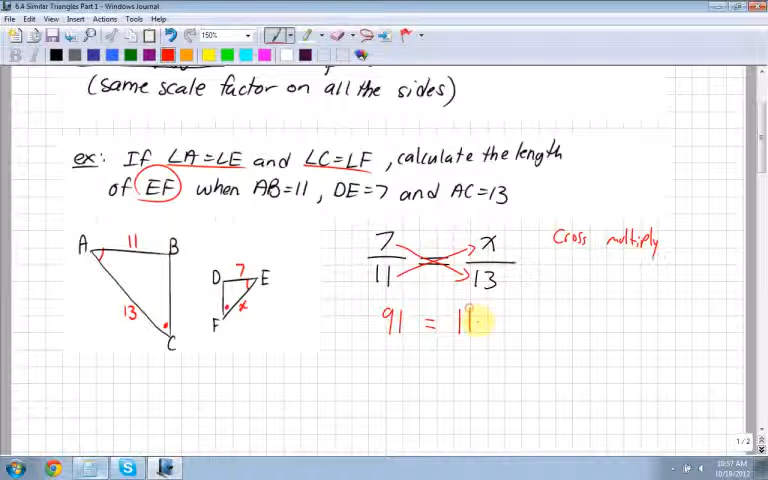 6.4 Similar Triangles Part 1 - Windows Journal
File Edit View Insert Actions Tools Help
150%
(same scale factor on all the sides)
ex: If ∠A=∠E and ∠C=∠F, calculate the length
of EF when AB=11, DE=7 and AC=13
A 11 B
13
C
D 7 E
x
F
7 x
11 = 13
Cross multiply
91 = 11
1 / 2
10:57 AM
10/19/2012